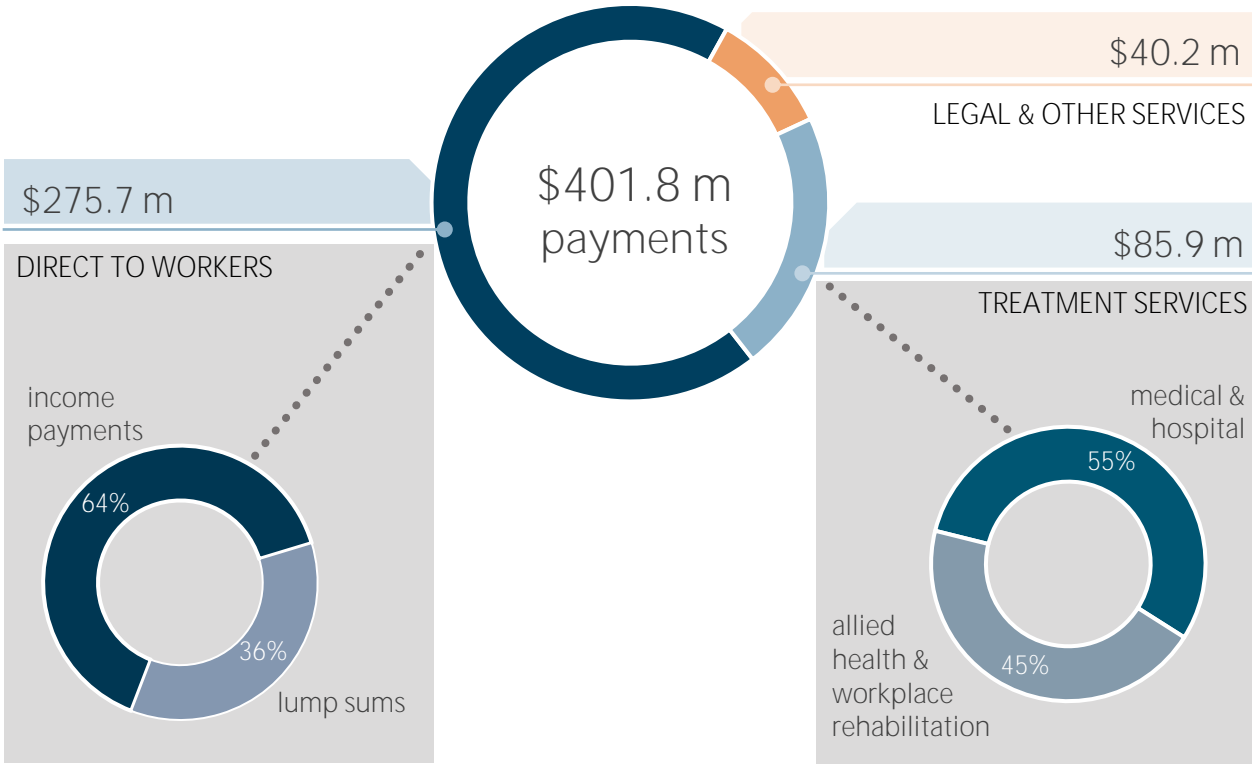 $401.8 m
payments
$40.2 m
LEGAL & OTHER SERVICES
$275.7 m
DIRECT TO WORKERS
$85.9 m
TREATMENT SERVICES
income
payments
64%
36%
lump sums
medical &
hospital
55%
allied
health &
workplace
rehabilitation
45%